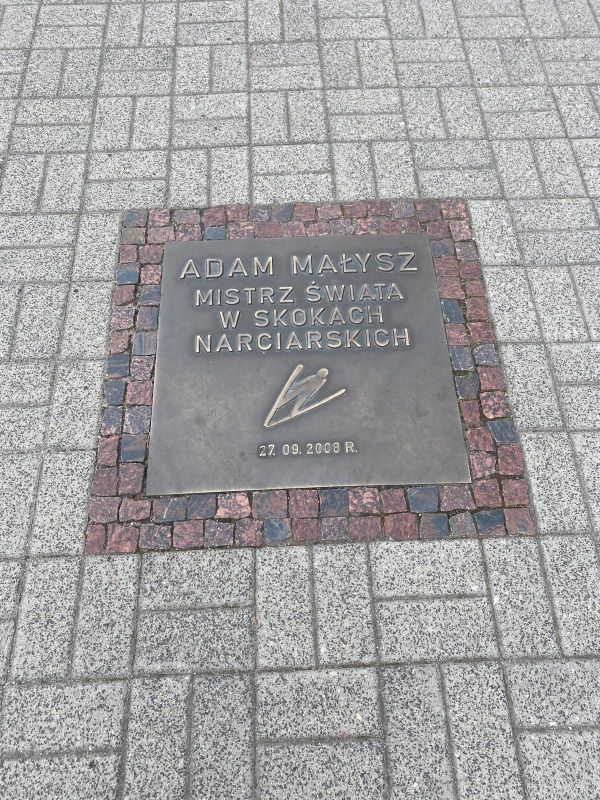 ADAM MAŁYSZ
MISTRZ ŚWIATA
W SKOKACH
NARCIARSKICH
27. 09. 2008 R.